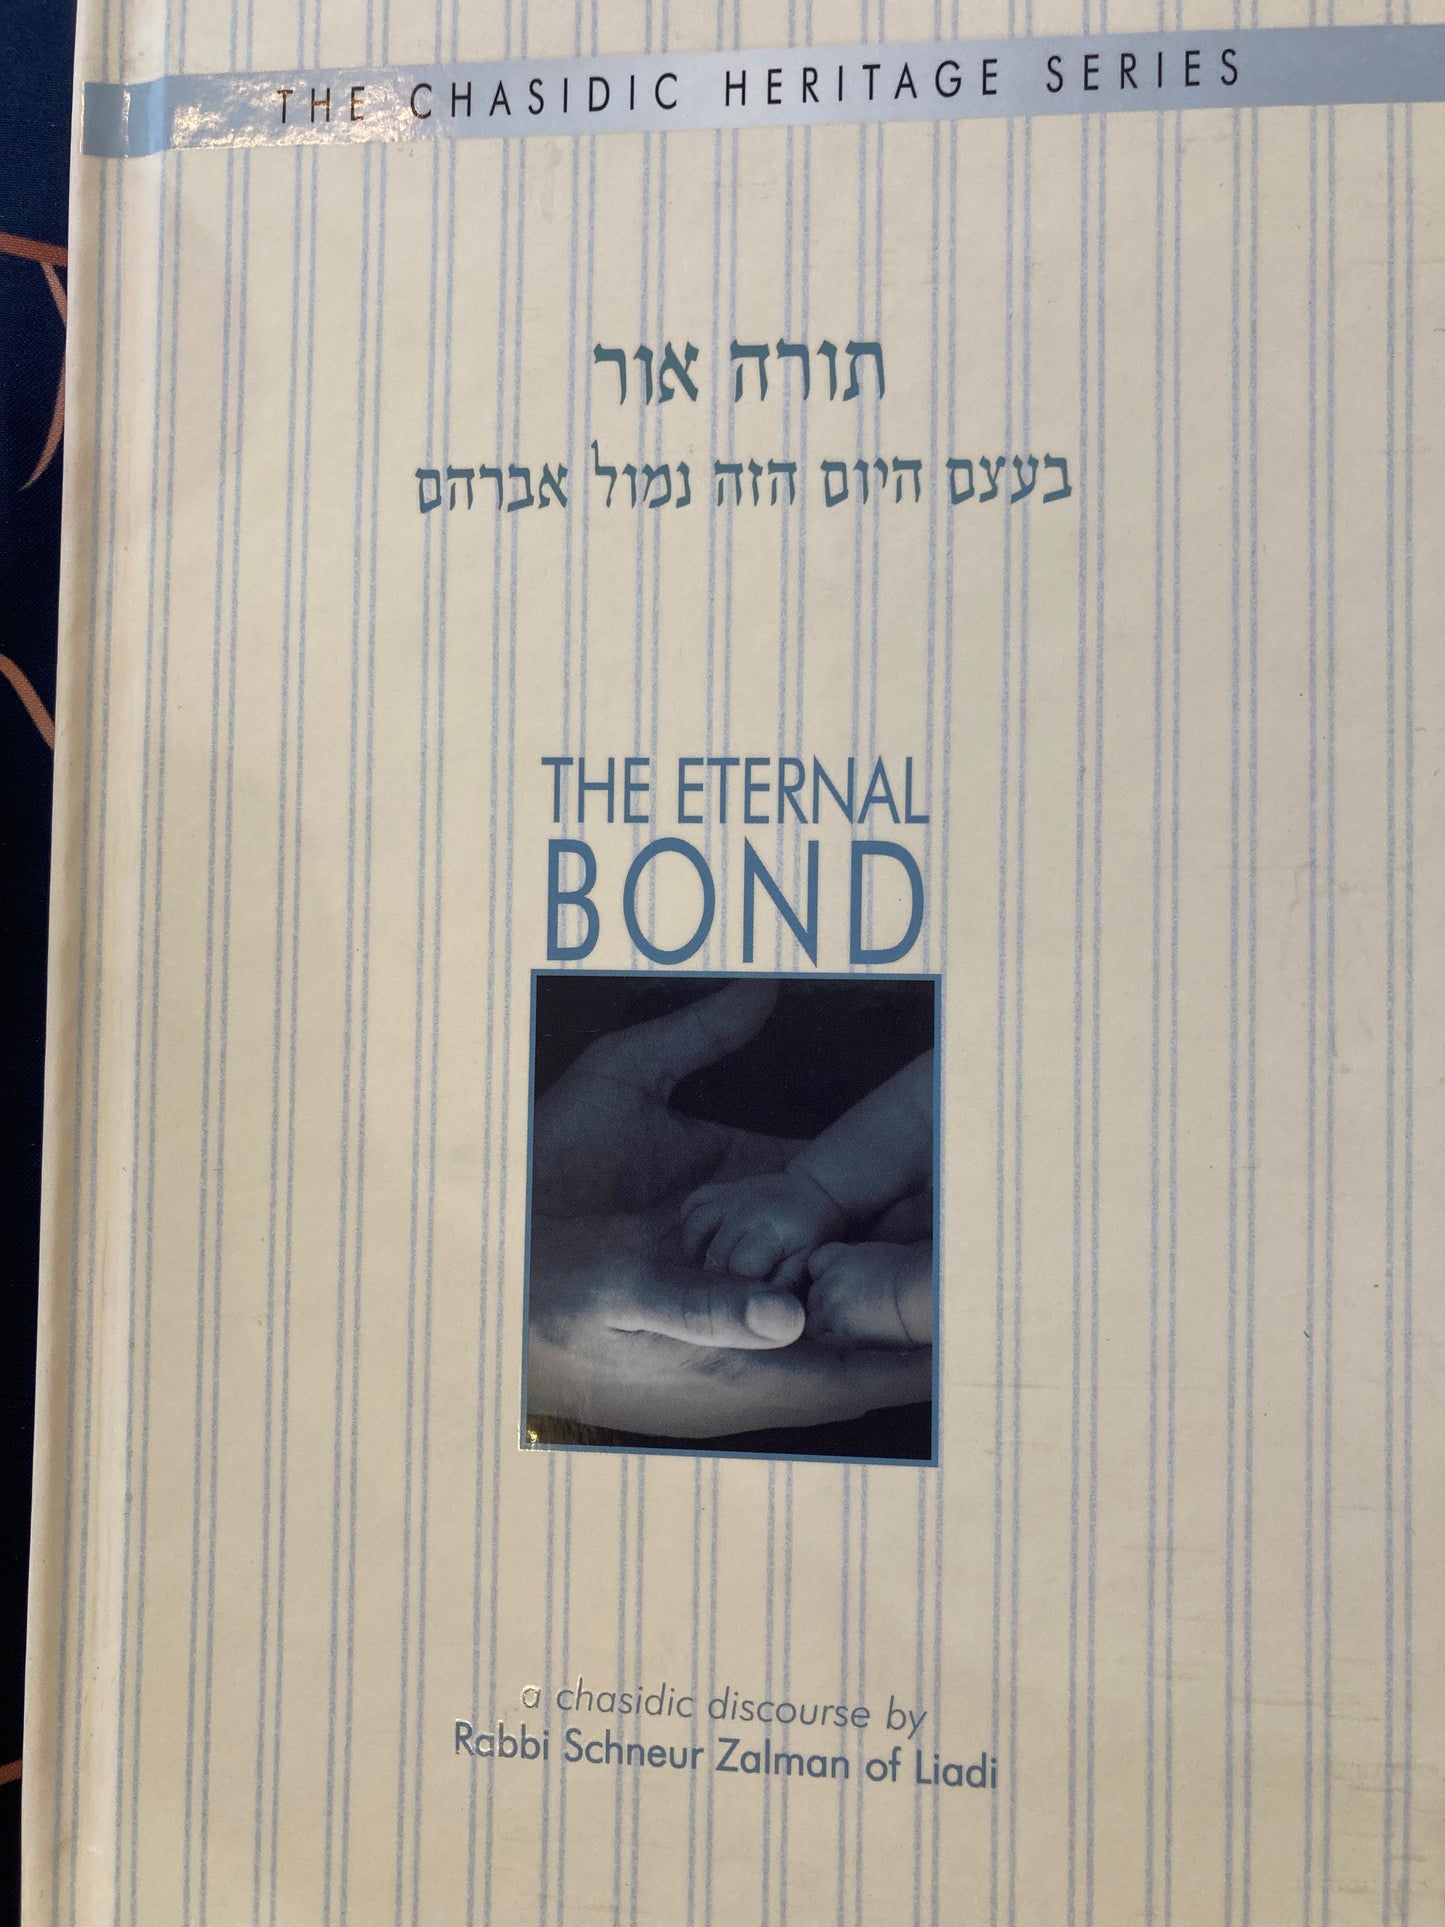 THE CHASIDIC HERITAGE SERIES
תורה אור
בעצם היום הזה נמול אברהם
THE ETERNAL
BOND
a chasidic discourse by
Rabbi Schneur Zalman of Liadi